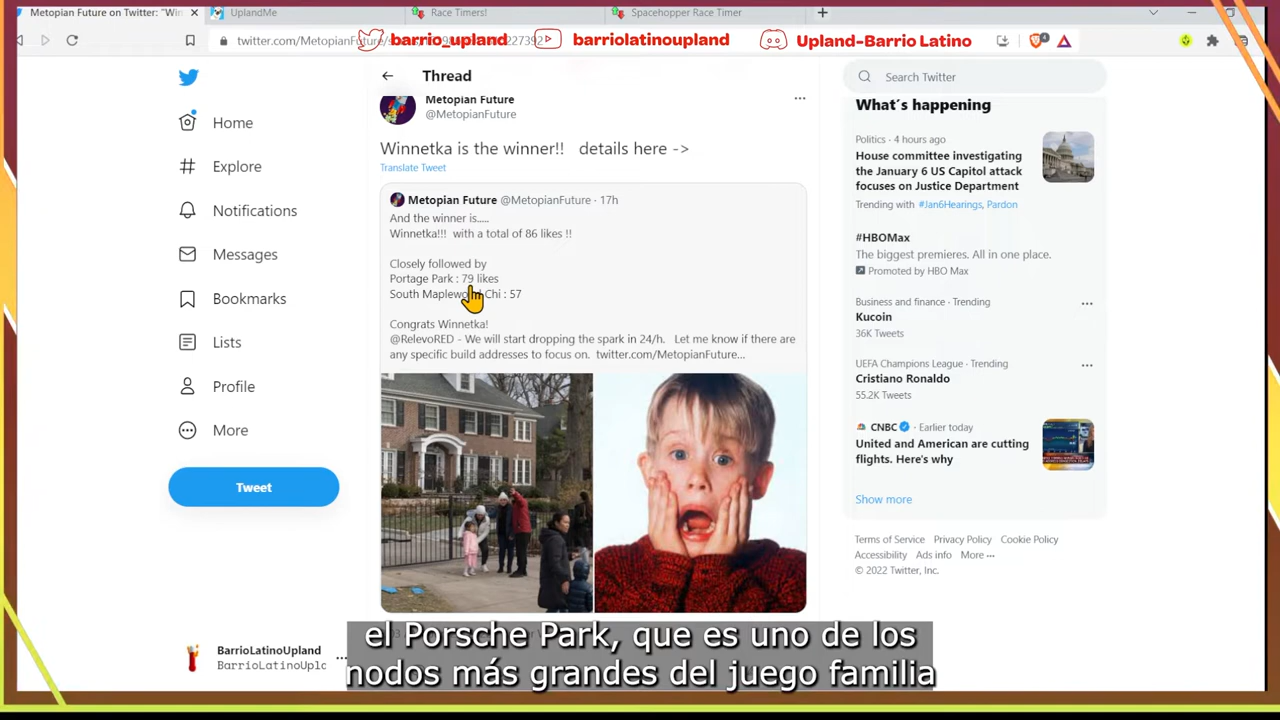 Metopian Future on Twitter: "Win
UplandMe
Race Timers!
Spacehopper Race Timer
barrio_upland
barriolatinoupland
Upland-Barrio Latino
Thread
Search Twitter
Metopian Future
@MetopianFuture
Winnetka is the winner!! details here ->
Translate Tweet
Metopian Future @MetopianFuture · 17h
And the winner is.....
Winnetka!!! with a total of 86 likes !!
Closely followed by
Portage Park : 79 likes
South Maplewood Chi : 57
Congrats Winnetka!
@RelevoRED - We will start dropping the spark in 24/h. Let me know if there are
any specific build addresses to focus on. twitter.com/MetopianFuture...
Home
Explore
Notifications
Messages
Bookmarks
Lists
Profile
More
Tweet
BarrioLatinoUpland
BarrioLatinoUpla
What's happening
Politics · 4 hours ago
House committee investigating
the January 6 US Capitol attack
focuses on Justice Department
Trending with #Jan6Hearings, Pardon
#HBOMax
The biggest premieres. All in one place.
Promoted by HBO Max
Business and finance · Trending
Kucoin
36K Tweets
UEFA Champions League · Trending
Cristiano Ronaldo
55.2K Tweets
CNBC · Earlier today
United and American are cutting
flights. Here's why
Show more
Terms of Service Privacy Policy Cookie Policy
Accessibility Ads info More ···
© 2022 Twitter, Inc.
el Porsche Park, que es uno de los
nodos más grandes del juego familia